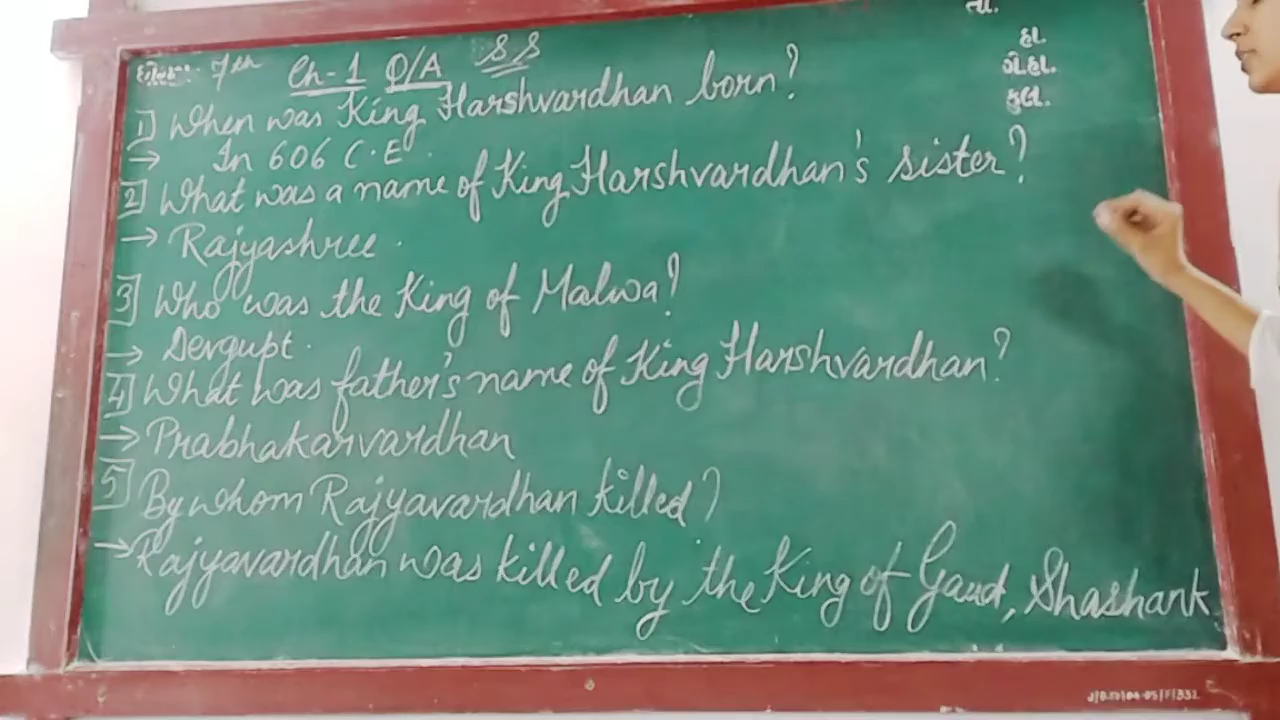 7th Ch-1 Q/A SS
તા.
હા.
ગે.હા.
કુલ.
1] When was King Harshvardhan born?
→ In 606 C.E.
2] What was a name of King Harshvardhan's sister?
→ Rajyashree.
3] Who was the King of Malwa?
→ Devgupt.
4] What was father's name of King Harshvardhan?
→ Prabhakarvardhan
5] By whom Rajyavardhan killed?
→ Rajyavardhan was killed by the King of Gaud, Shashank